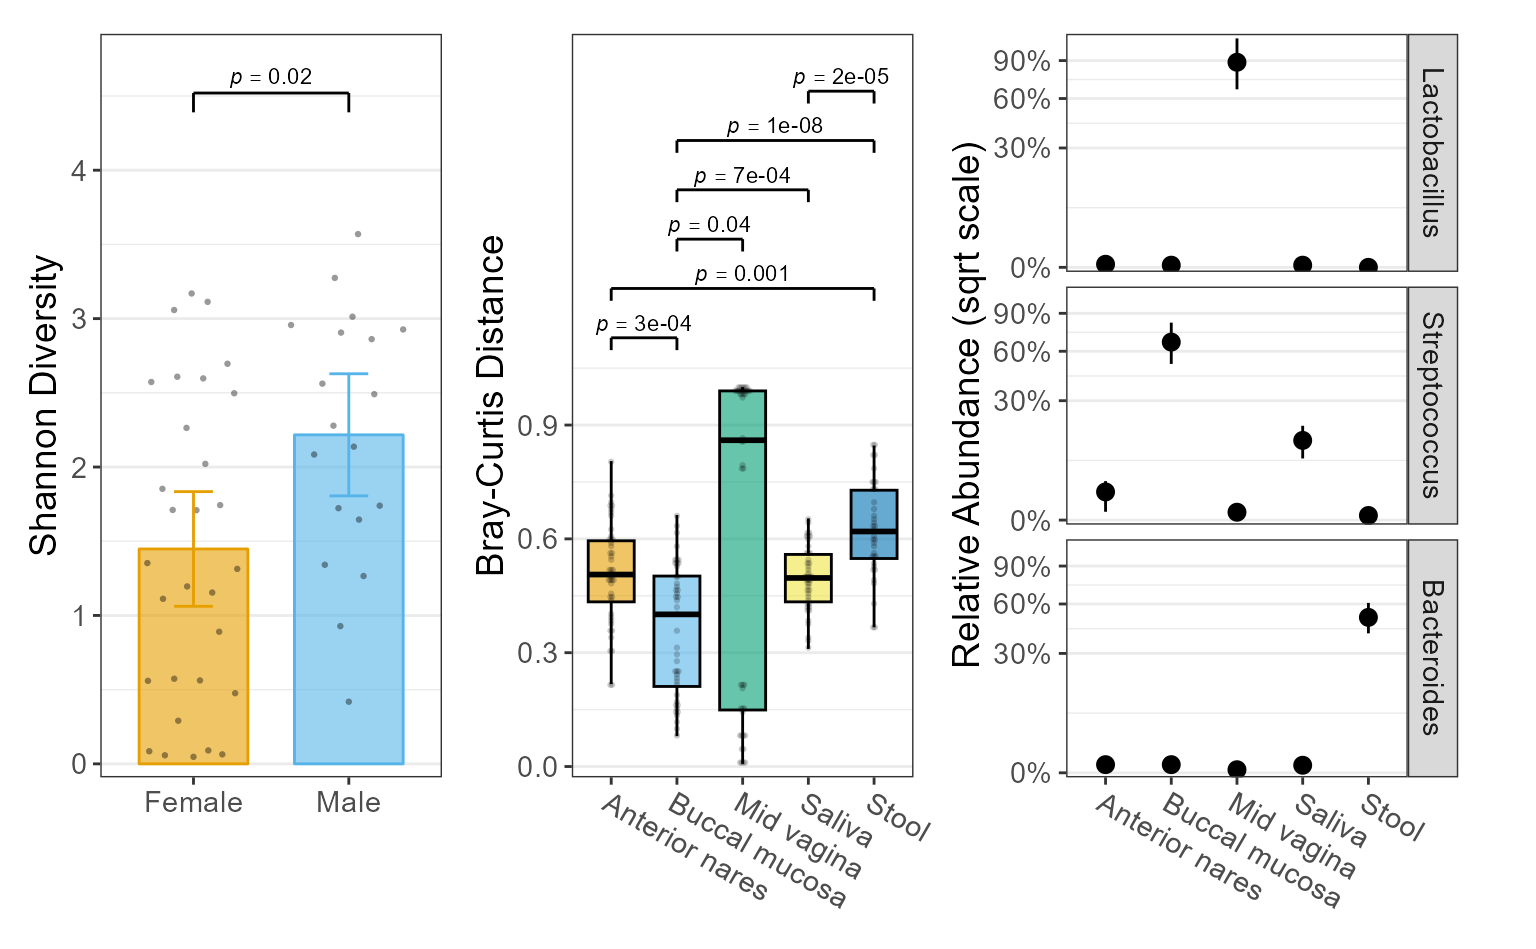 Shannon Diversity
4
3
2
1
0
p = 0.02
Female
Male
Bray-Curtis Distance
0.9
0.6
0.3
0.0
p = 2e-05
p = 1e-08
p = 7e-04
p = 0.04
p = 0.001
p = 3e-04
Anterior nares
Buccal mucosa
Mid vagina
Saliva
Stool
Relative Abundance (sqrt scale)
90%
60%
30%
0%
Lactobacillus
90%
60%
30%
0%
Streptococcus
90%
60%
30%
0%
Bacteroides
Anterior nares
Buccal mucosa
Mid vagina
Saliva
Stool